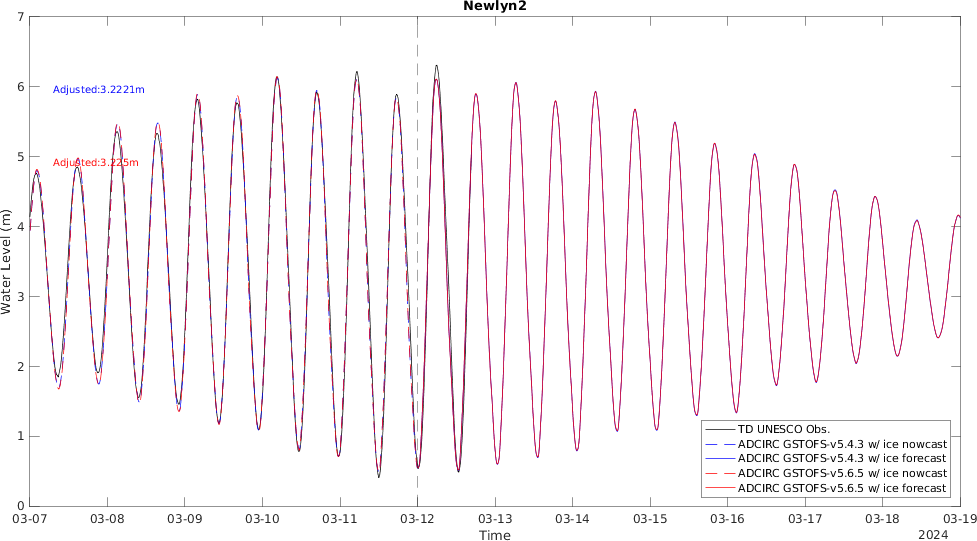 Newlyn2
7
6
5
4
3
2
1
0
Water Level (m)
Adjusted:3.2221m
Adjusted:3.225m
TD UNESCO Obs.
ADCIRC GSTOFS-v5.4.3 w/ ice nowcast
ADCIRC GSTOFS-v5.4.3 w/ ice forecast
ADCIRC GSTOFS-v5.6.5 w/ ice nowcast
ADCIRC GSTOFS-v5.6.5 w/ ice forecast
03-07 03-08 03-09 03-10 03-11 03-12 03-13 03-14 03-15 03-16 03-17 03-18 03-19
Time
2024